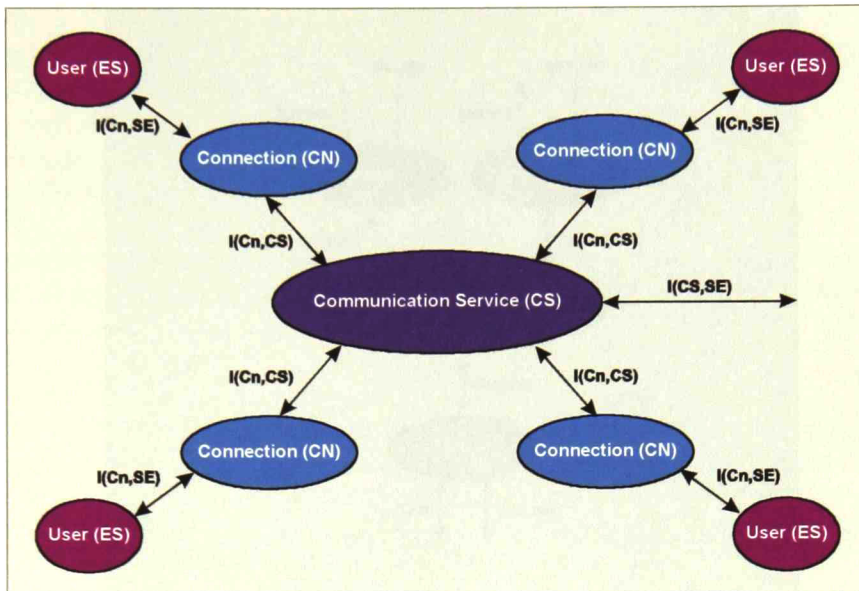 User (ES)
User (ES)
I(Cn,SE)
I(Cn,SE)
Connection (CN)
Connection (CN)
I(Cn,CS)
I(Cn,CS)
I(CS,SE)
Communication Service (CS)
I(Cn,CS)
I(Cn,CS)
Connection (CN)
Connection (CN)
I(Cn,SE)
I(Cn,SE)
User (ES)
User (ES)